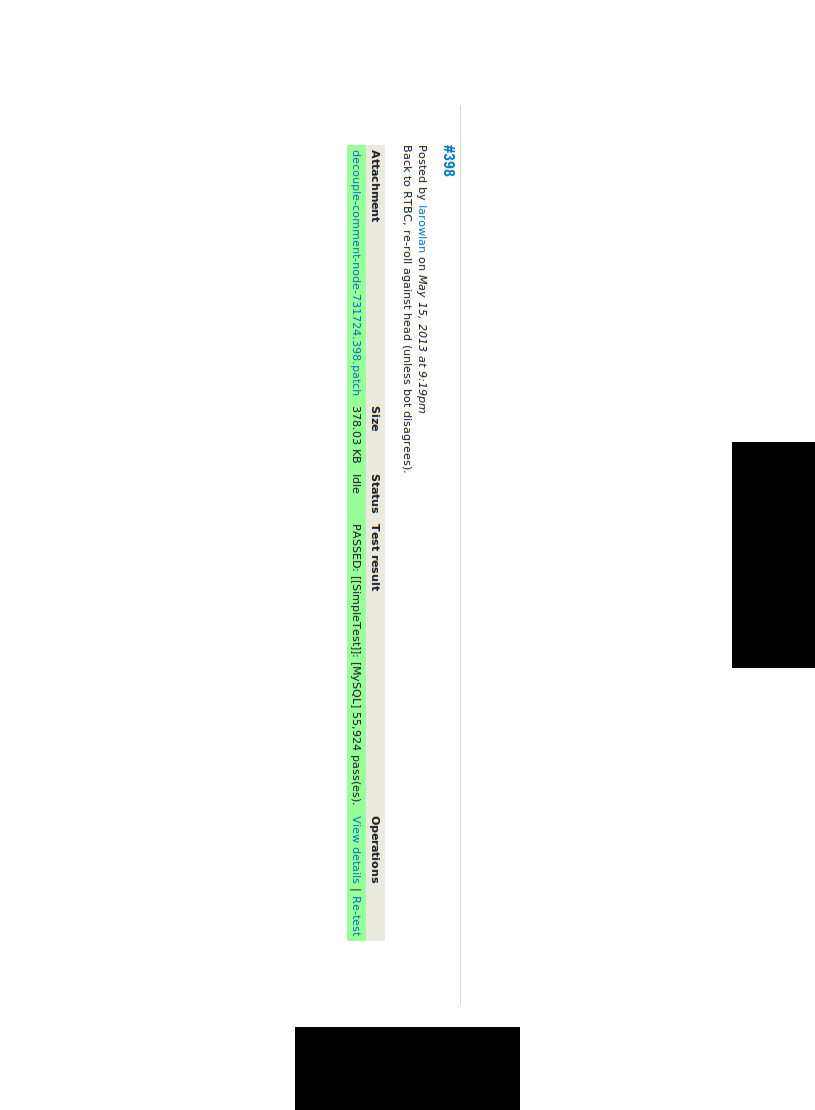 #398
Posted by larowlan on May 15, 2013 at 9:19pm
Back to RTBC, re-roll against head (unless bot disagrees).
Attachment Size Status Test result Operations
decouple-comment-node-731724.398.patch 378.03 KB Idle PASSED: [[SimpleTest]]: [MySQL] 55,924 pass(es). View details | Re-test